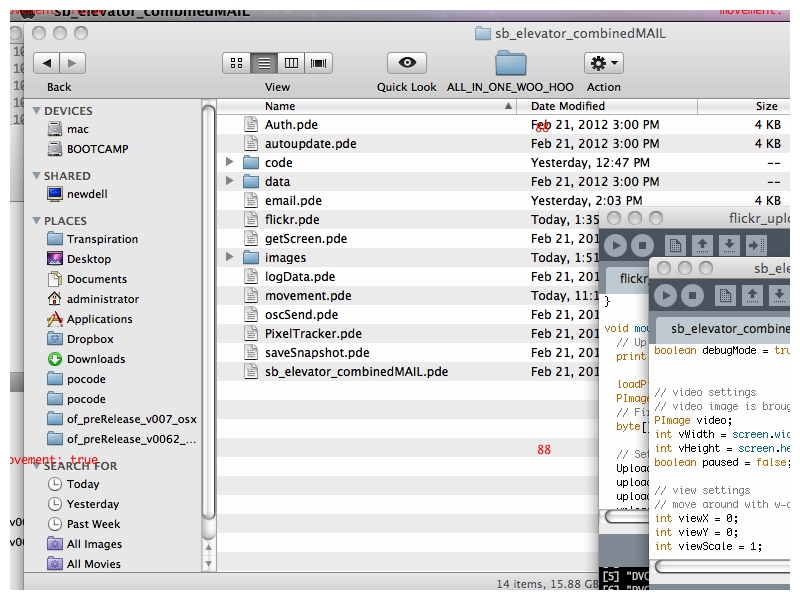 movement: true
movement:
sb_elevator_combinedMAIL
sb_elevator_combinedMAIL
Back
View
Quick Look
ALL_IN_ONE_WOO_HOO
Action
Name
Date Modified
Size
DEVICES
mac
BOOTCAMP
SHARED
newdell
PLACES
Transpiration
Desktop
Documents
administrator
Applications
Dropbox
Downloads
pocode
pocode
of_preRelease_v007_osx
of_preRelease_v0062_...
movement: true
SEARCH FOR
Today
Yesterday
Past Week
All Images
All Movies
Auth.pde Feb 21, 2012 3:00 PM 4 KB
88
autoupdate.pde Feb 21, 2012 3:00 PM 4 KB
code Yesterday, 12:47 PM --
data Feb 21, 2012 3:00 PM --
email.pde Yesterday, 2:03 PM 4 KB
flickr.pde Today, 1:35
getScreen.pde Feb 21, 201
images Today, 1:51
logData.pde Feb 21, 201
movement.pde Today, 11:1
oscSend.pde Feb 21, 201
PixelTracker.pde Feb 21, 201
saveSnapshot.pde Feb 21, 201
sb_elevator_combinedMAIL.pde Feb 21, 201
88
14 items, 15.88 GB
flickr_uplo
flickr_
}
void mou
// Up
print
loadPi
PImage
// Fi
byte[
// Se
Upload
upload
upload
[5] "DVC
sb_ele
sb_elevator_combine
boolean debugMode = true
// video settings
// video image is broug
PImage video;
int vWidth = screen.wid
int vHeight = screen.he
boolean paused = false;
// view settings
// move around with w-a
int viewX = 0;
int viewY = 0;
int viewScale = 1;